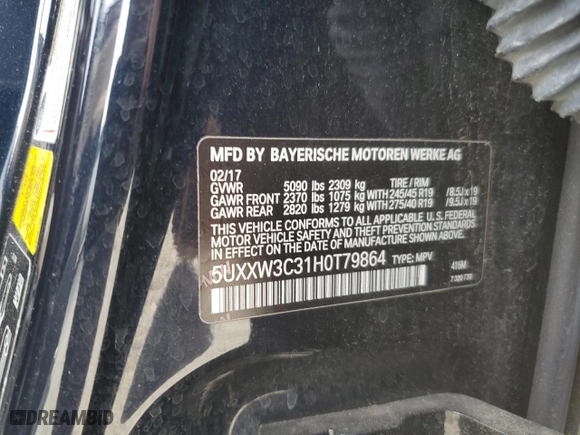 MFD BY BAYERISCHE MOTOREN WERKE AG
02/17
GVWR 5090 lbs 2309 kg TIRE / RIM
GAWR FRONT 2370 lbs 1075 kg WITH 245/45 R19 /8.5J x 19
GAWR REAR 2820 lbs 1279 kg WITH 275/40 R19 /9.5J x 19
THIS VEHICLE CONFORMS TO ALL APPLICABLE U. S. FEDERAL
MOTOR VEHICLE SAFETY AND THEFT PREVENTION STANDARDS
IN EFFECT ON THE DATE OF MANUFACTURE SHOWN ABOVE.
5UXXW3C31H0T79864 TYPE: MPV 416M
DREAMBID